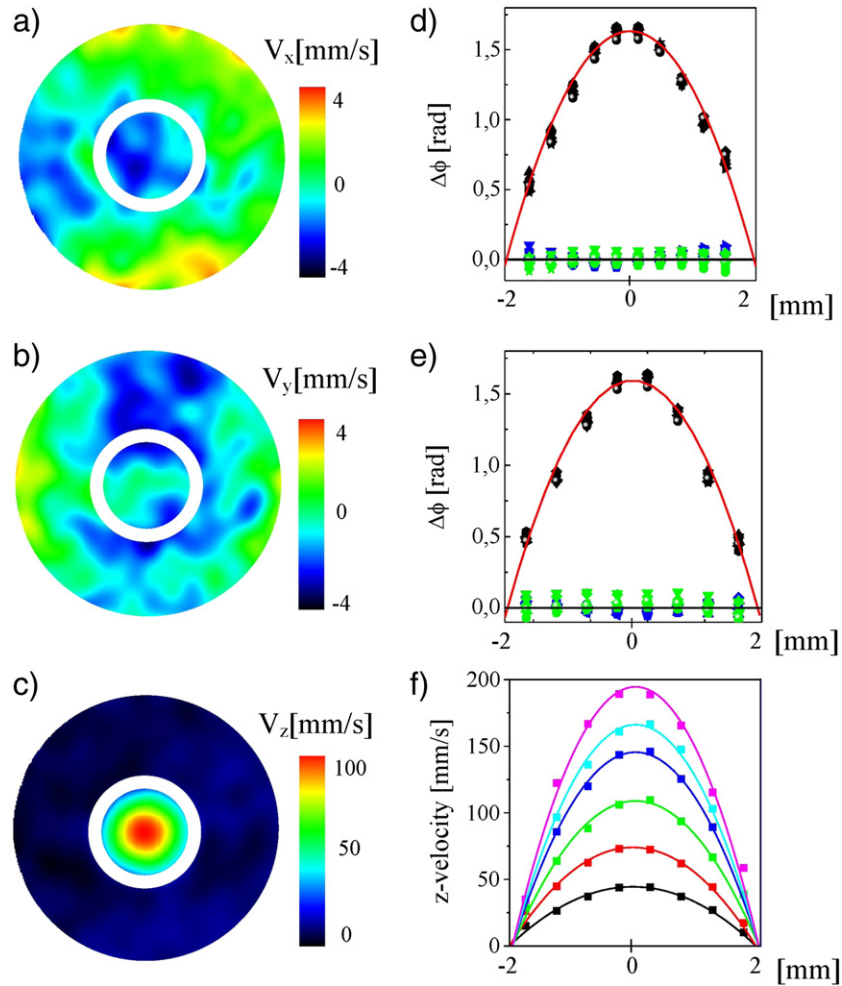 a)
Vx[mm/s]
4
0
-4
b)
Vy[mm/s]
4
0
-4
c)
Vz[mm/s]
100
50
0
d)
Δϕ [rad]
1,5
1,0
0,5
0,0
-2 0 2 [mm]
e)
Δϕ [rad]
1,5
1,0
0,5
0,0
-2 0 2 [mm]
f)
z-velocity [mm/s]
200
150
100
50
0
-2 0 2 [mm]